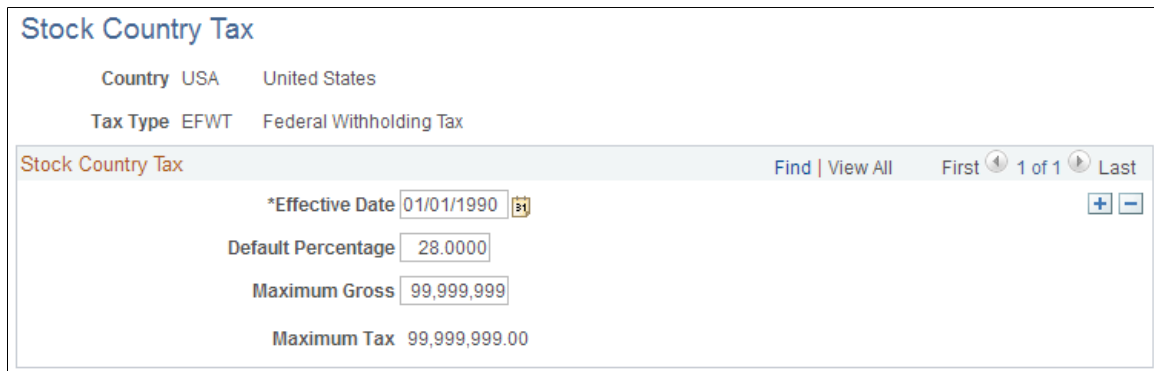 Stock Country Tax
Country USA United States
Tax Type EFWT Federal Withholding Tax
Stock Country Tax Find | View All First 1 of 1 Last
*Effective Date 01/01/1990 31
Default Percentage 28.0000
Maximum Gross 99,999,999
Maximum Tax 99,999,999.00